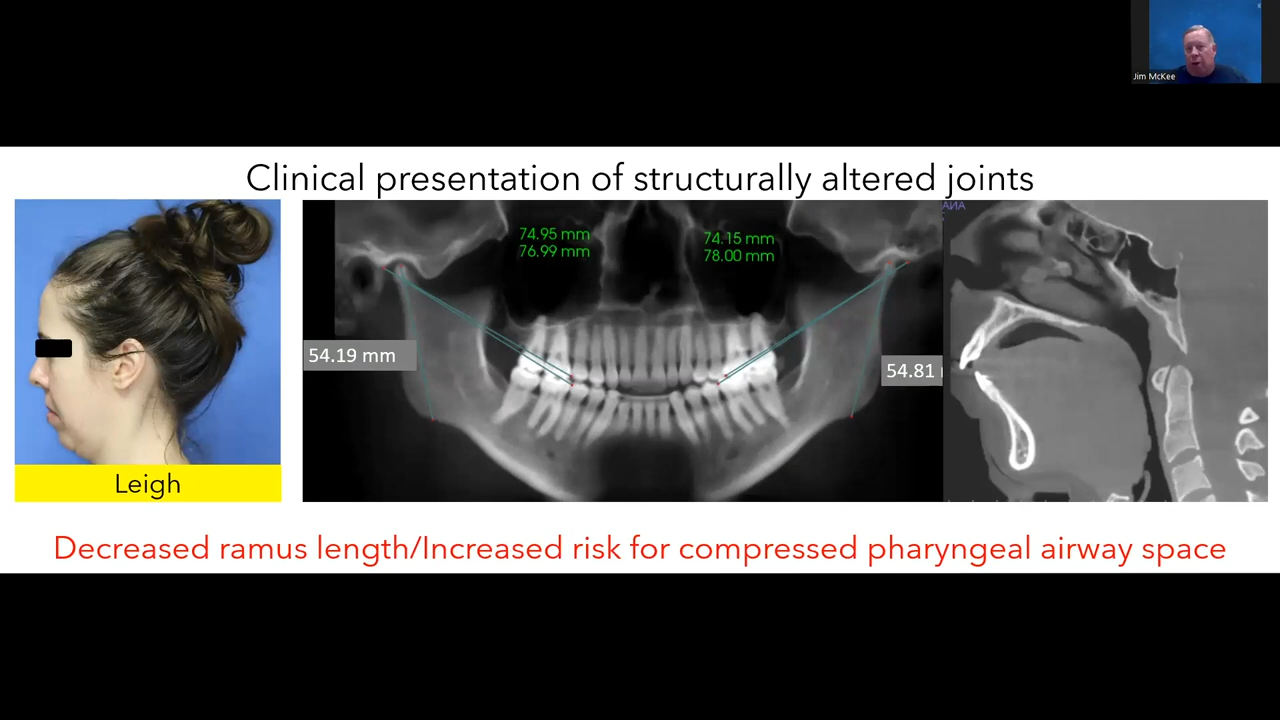 Jim McKee
Clinical presentation of structurally altered joints
74.95 mm
76.99 mm
74.15 mm
78.00 mm
ANA
54.19 mm
54.81
Leigh
Decreased ramus length/Increased risk for compressed pharyngeal airway space